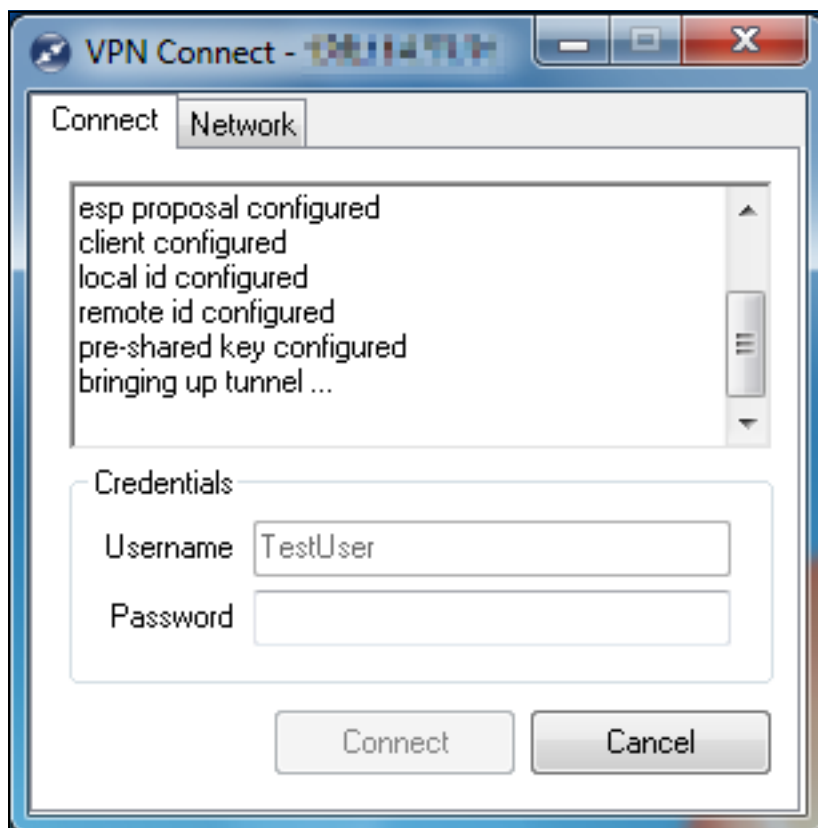 VPN Connect -
Connect
Network
esp proposal configured
client configured
local id configured
remote id configured
pre-shared key configured
bringing up tunnel ...
Credentials
Username TestUser
Password
Connect
Cancel